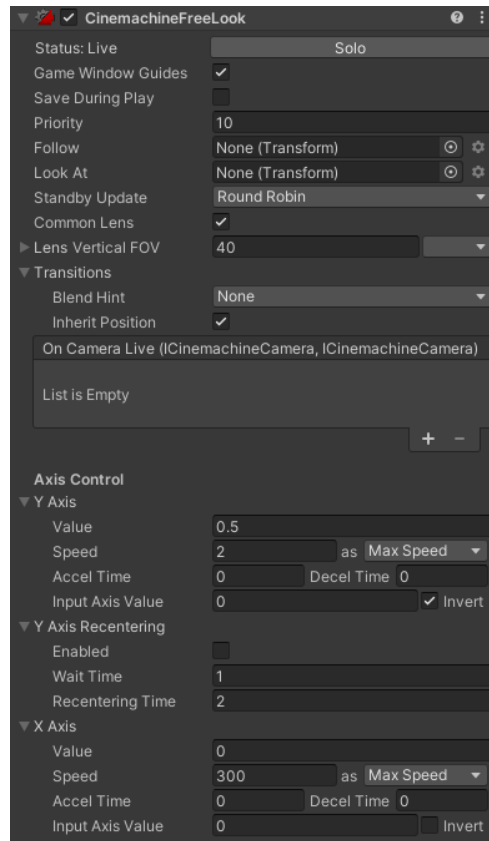 CinemachineFreeLook
Status: Live Solo
Game Window Guides
Save During Play
Priority 10
Follow None (Transform)
Look At None (Transform)
Standby Update Round Robin
Common Lens
Lens Vertical FOV 40
Transitions
Blend Hint None
Inherit Position
On Camera Live (ICinemachineCamera, ICinemachineCamera)
List is Empty
+ −
Axis Control
Y Axis
Value 0.5
Speed 2 as Max Speed
Accel Time 0 Decel Time 0
Input Axis Value 0 Invert
Y Axis Recentering
Enabled
Wait Time 1
Recentering Time 2
X Axis
Value 0
Speed 300 as Max Speed
Accel Time 0 Decel Time 0
Input Axis Value 0 Invert